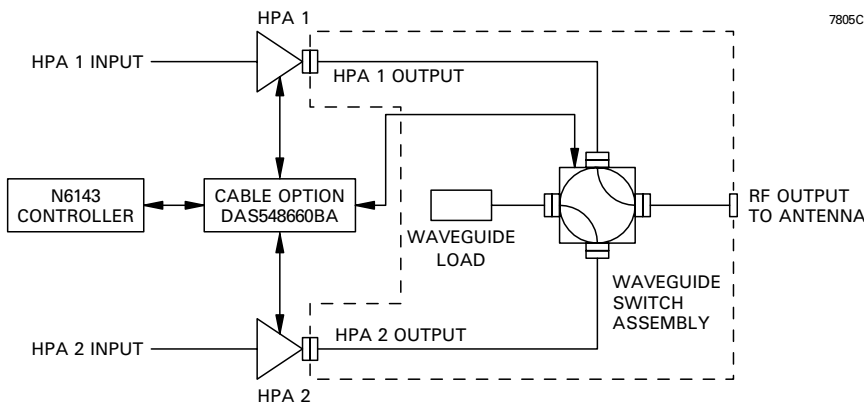 HPA 1
7805C
HPA 1 INPUT
HPA 1 OUTPUT
N6143
CONTROLLER
CABLE OPTION
DAS548660BA
WAVEGUIDE
LOAD
RF OUTPUT
TO ANTENNA
WAVEGUIDE
SWITCH
ASSEMBLY
HPA 2 INPUT
HPA 2 OUTPUT
HPA 2